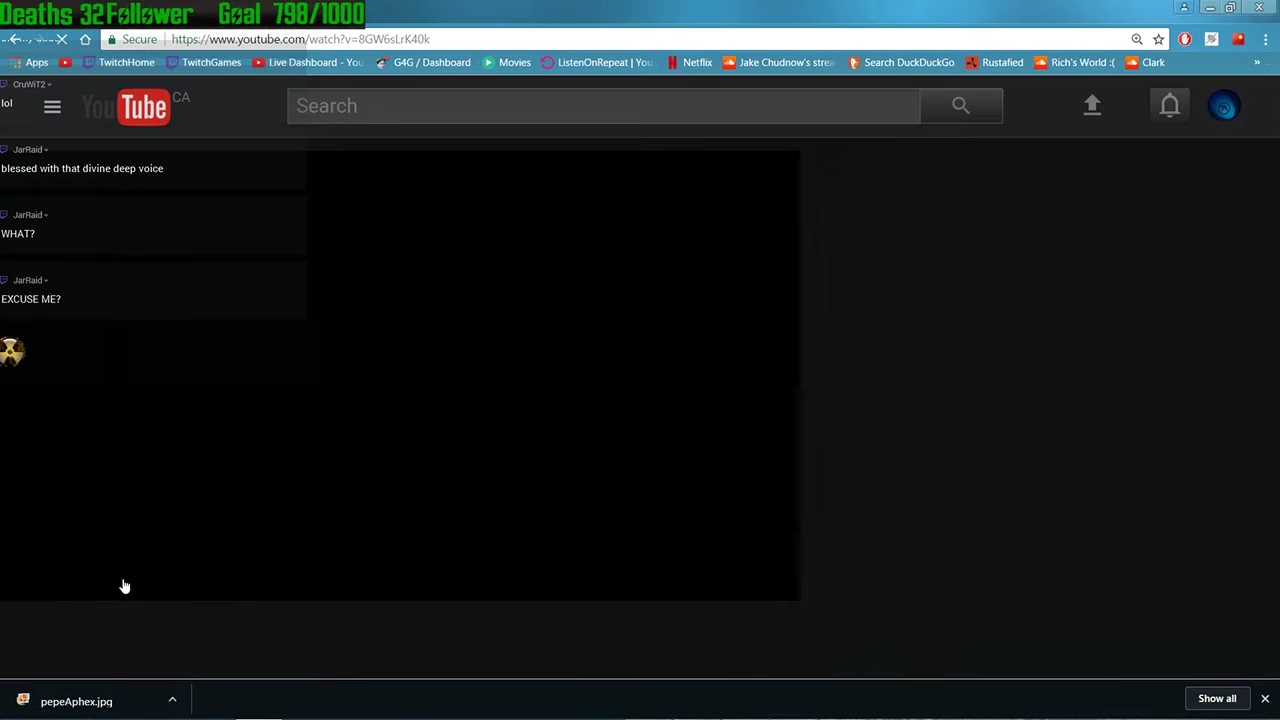 Deaths 32 Follower Goal 798/1000
Secure https://www.youtube.com/watch?v=8GW6sLrK40k
Apps TwitchHome TwitchGames Live Dashboard - You G4G / Dashboard Movies ListenOnRepeat | You Netflix Jake Chudnow's strea Search DuckDuckGo Rustafied Rich's World :( Clark »
CruWiT2
lol
YouTube CA
Search
JarRaid
blessed with that divine deep voice
JarRaid
WHAT?
JarRaid
EXCUSE ME?
pepeAphex.jpg
Show all